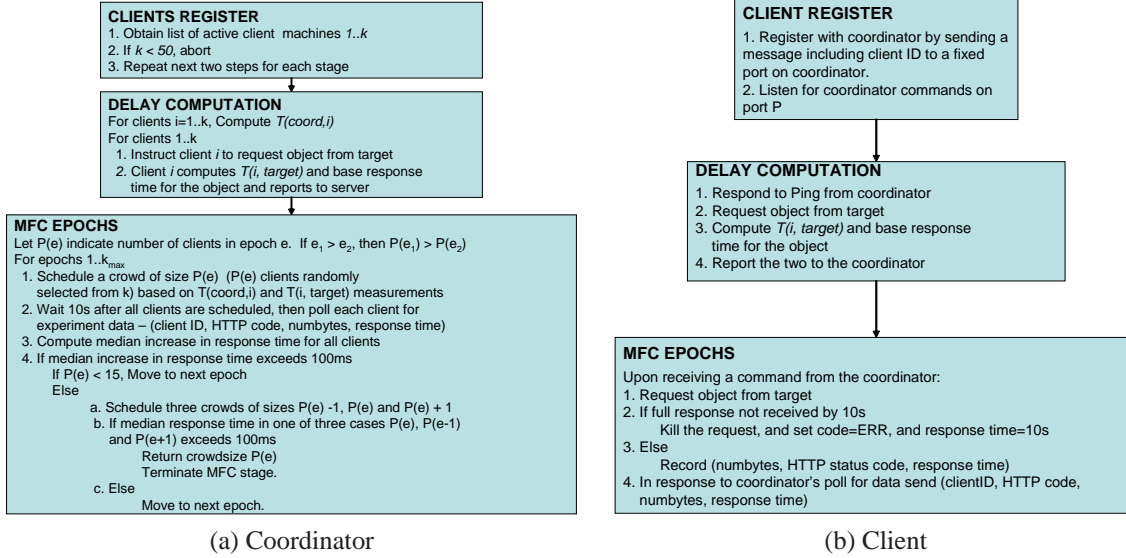 CLIENTS REGISTER
1. Obtain list of active client machines 1..k
2. If k < 50, abort
3. Repeat next two steps for each stage
DELAY COMPUTATION
For clients i=1..k, Compute T(coord,i)
For clients 1..k
1. Instruct client i to request object from target
2. Client i computes T(i, target) and base response
time for the object and reports to server
MFC EPOCHS
Let P(e) indicate number of clients in epoch e. If e1 > e2, then P(e1) > P(e2)
For epochs 1..kmax
1. Schedule a crowd of size P(e) (P(e) clients randomly
selected from k) based on T(coord,i) and T(i, target) measurements
2. Wait 10s after all clients are scheduled, then poll each client for
experiment data – (client ID, HTTP code, numbytes, response time)
3. Compute median increase in response time for all clients
4. If median increase in response time exceeds 100ms
If P(e) < 15, Move to next epoch
Else
a. Schedule three crowds of sizes P(e) -1, P(e) and P(e) + 1
b. If median response time in one of three cases P(e), P(e-1)
and P(e+1) exceeds 100ms
Return crowdsize P(e)
Terminate MFC stage.
c. Else
Move to next epoch.
(a) Coordinator
CLIENT REGISTER
1. Register with coordinator by sending a
message including client ID to a fixed
port on coordinator.
2. Listen for coordinator commands on
port P
DELAY COMPUTATION
1. Respond to Ping from coordinator
2. Request object from target
3. Compute T(i, target) and base response
time for the object
4. Report the two to the coordinator
MFC EPOCHS
Upon receiving a command from the coordinator:
1. Request object from target
2. If full response not received by 10s
Kill the request, and set code=ERR, and response time=10s
3. Else
Record (numbytes, HTTP status code, response time)
4. In response to coordinator's poll for data send (clientID, HTTP code,
numbytes, response time)
(b) Client